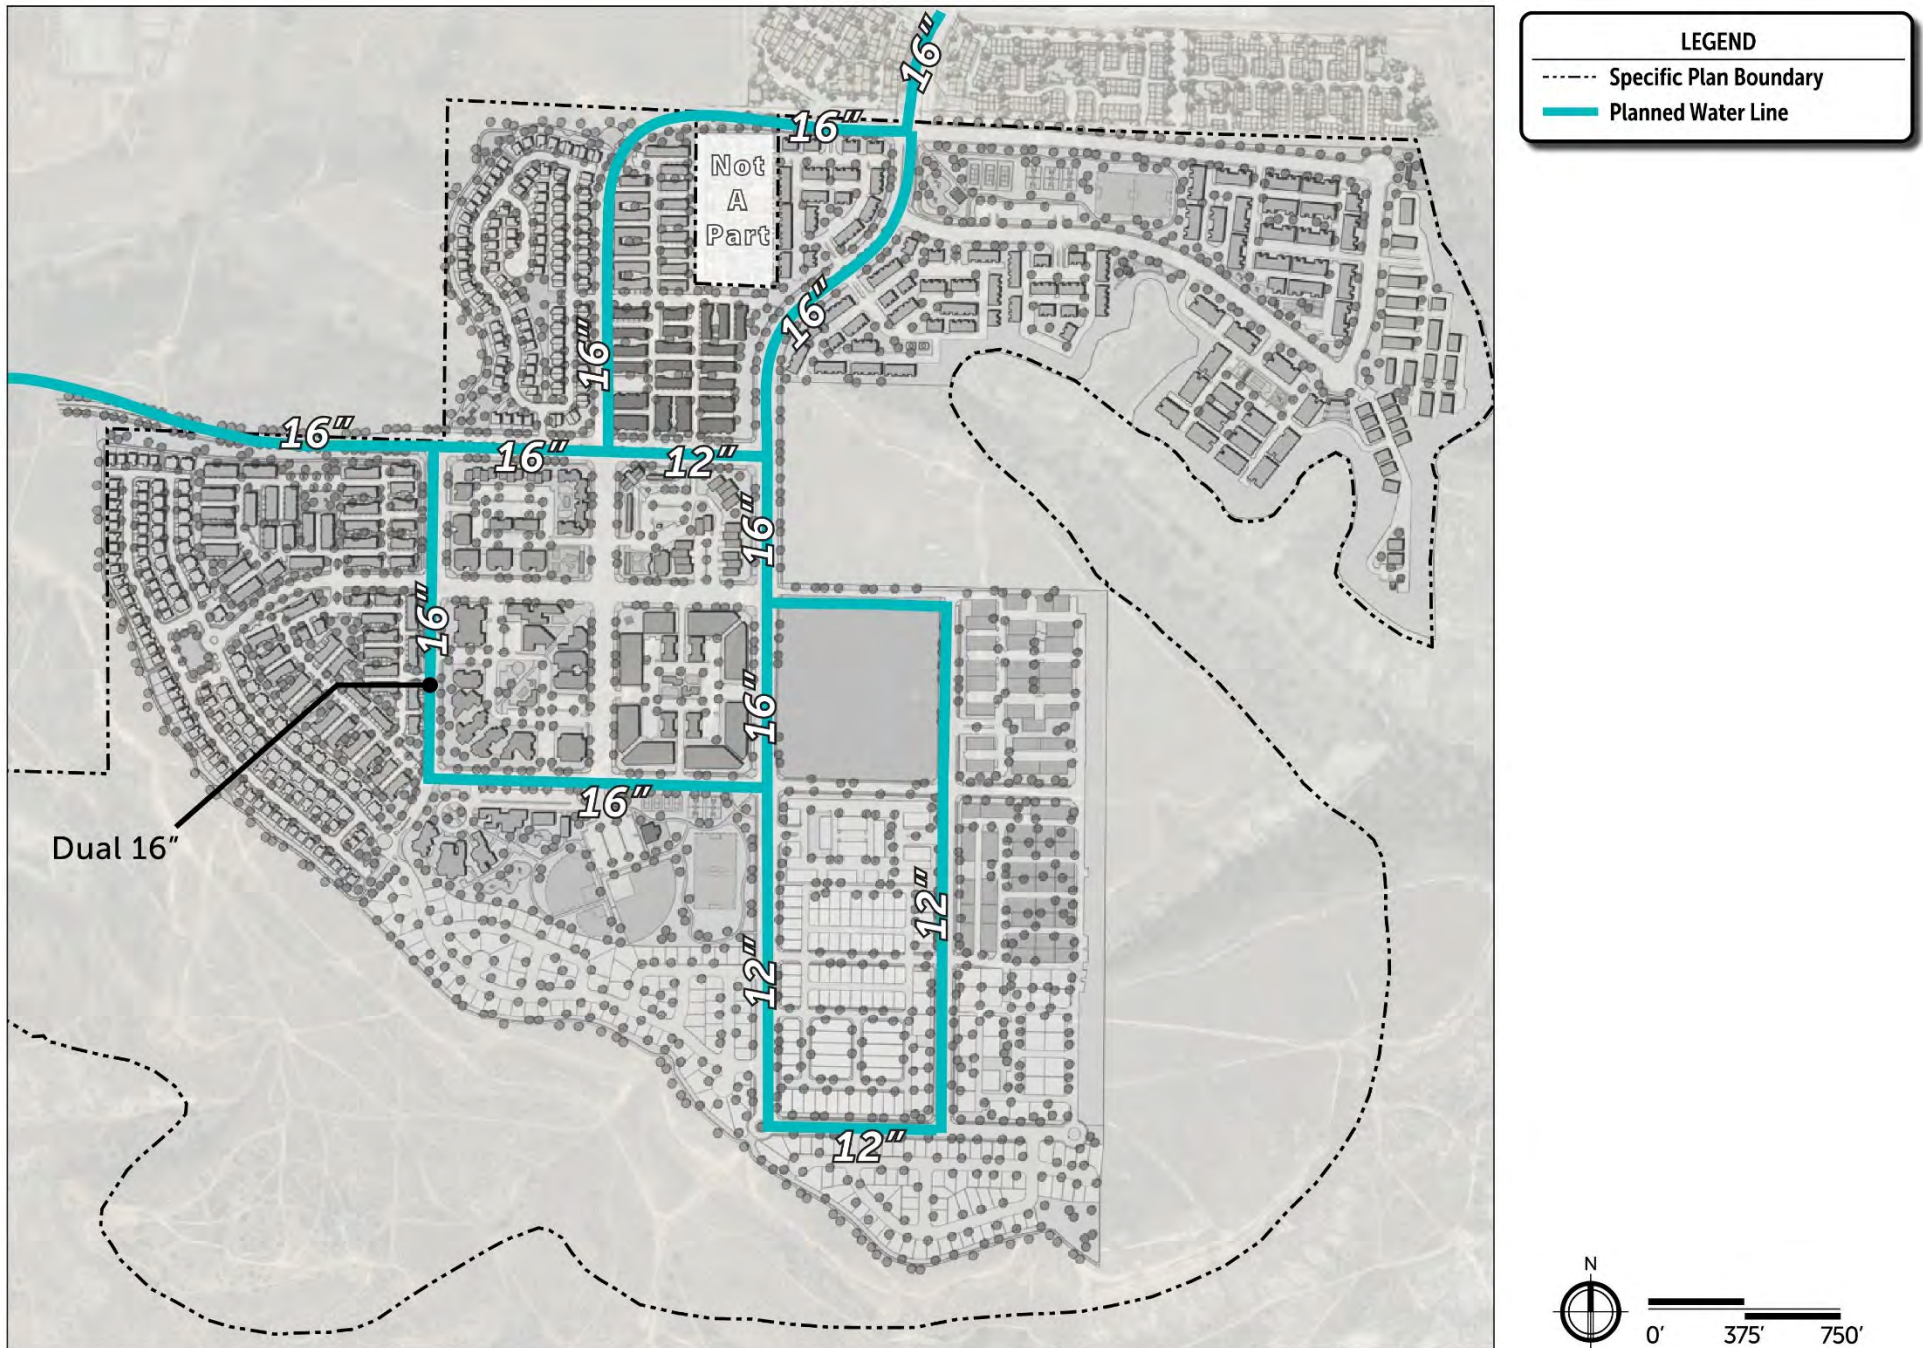 LEGEND
Specific Plan Boundary
Planned Water Line
16″
16″
Not
A
Part
16″
16″
16″
16″
12″
16″
16″
16″
Dual 16″
16″
12″
12″
12″
N
0′ 375′ 750′